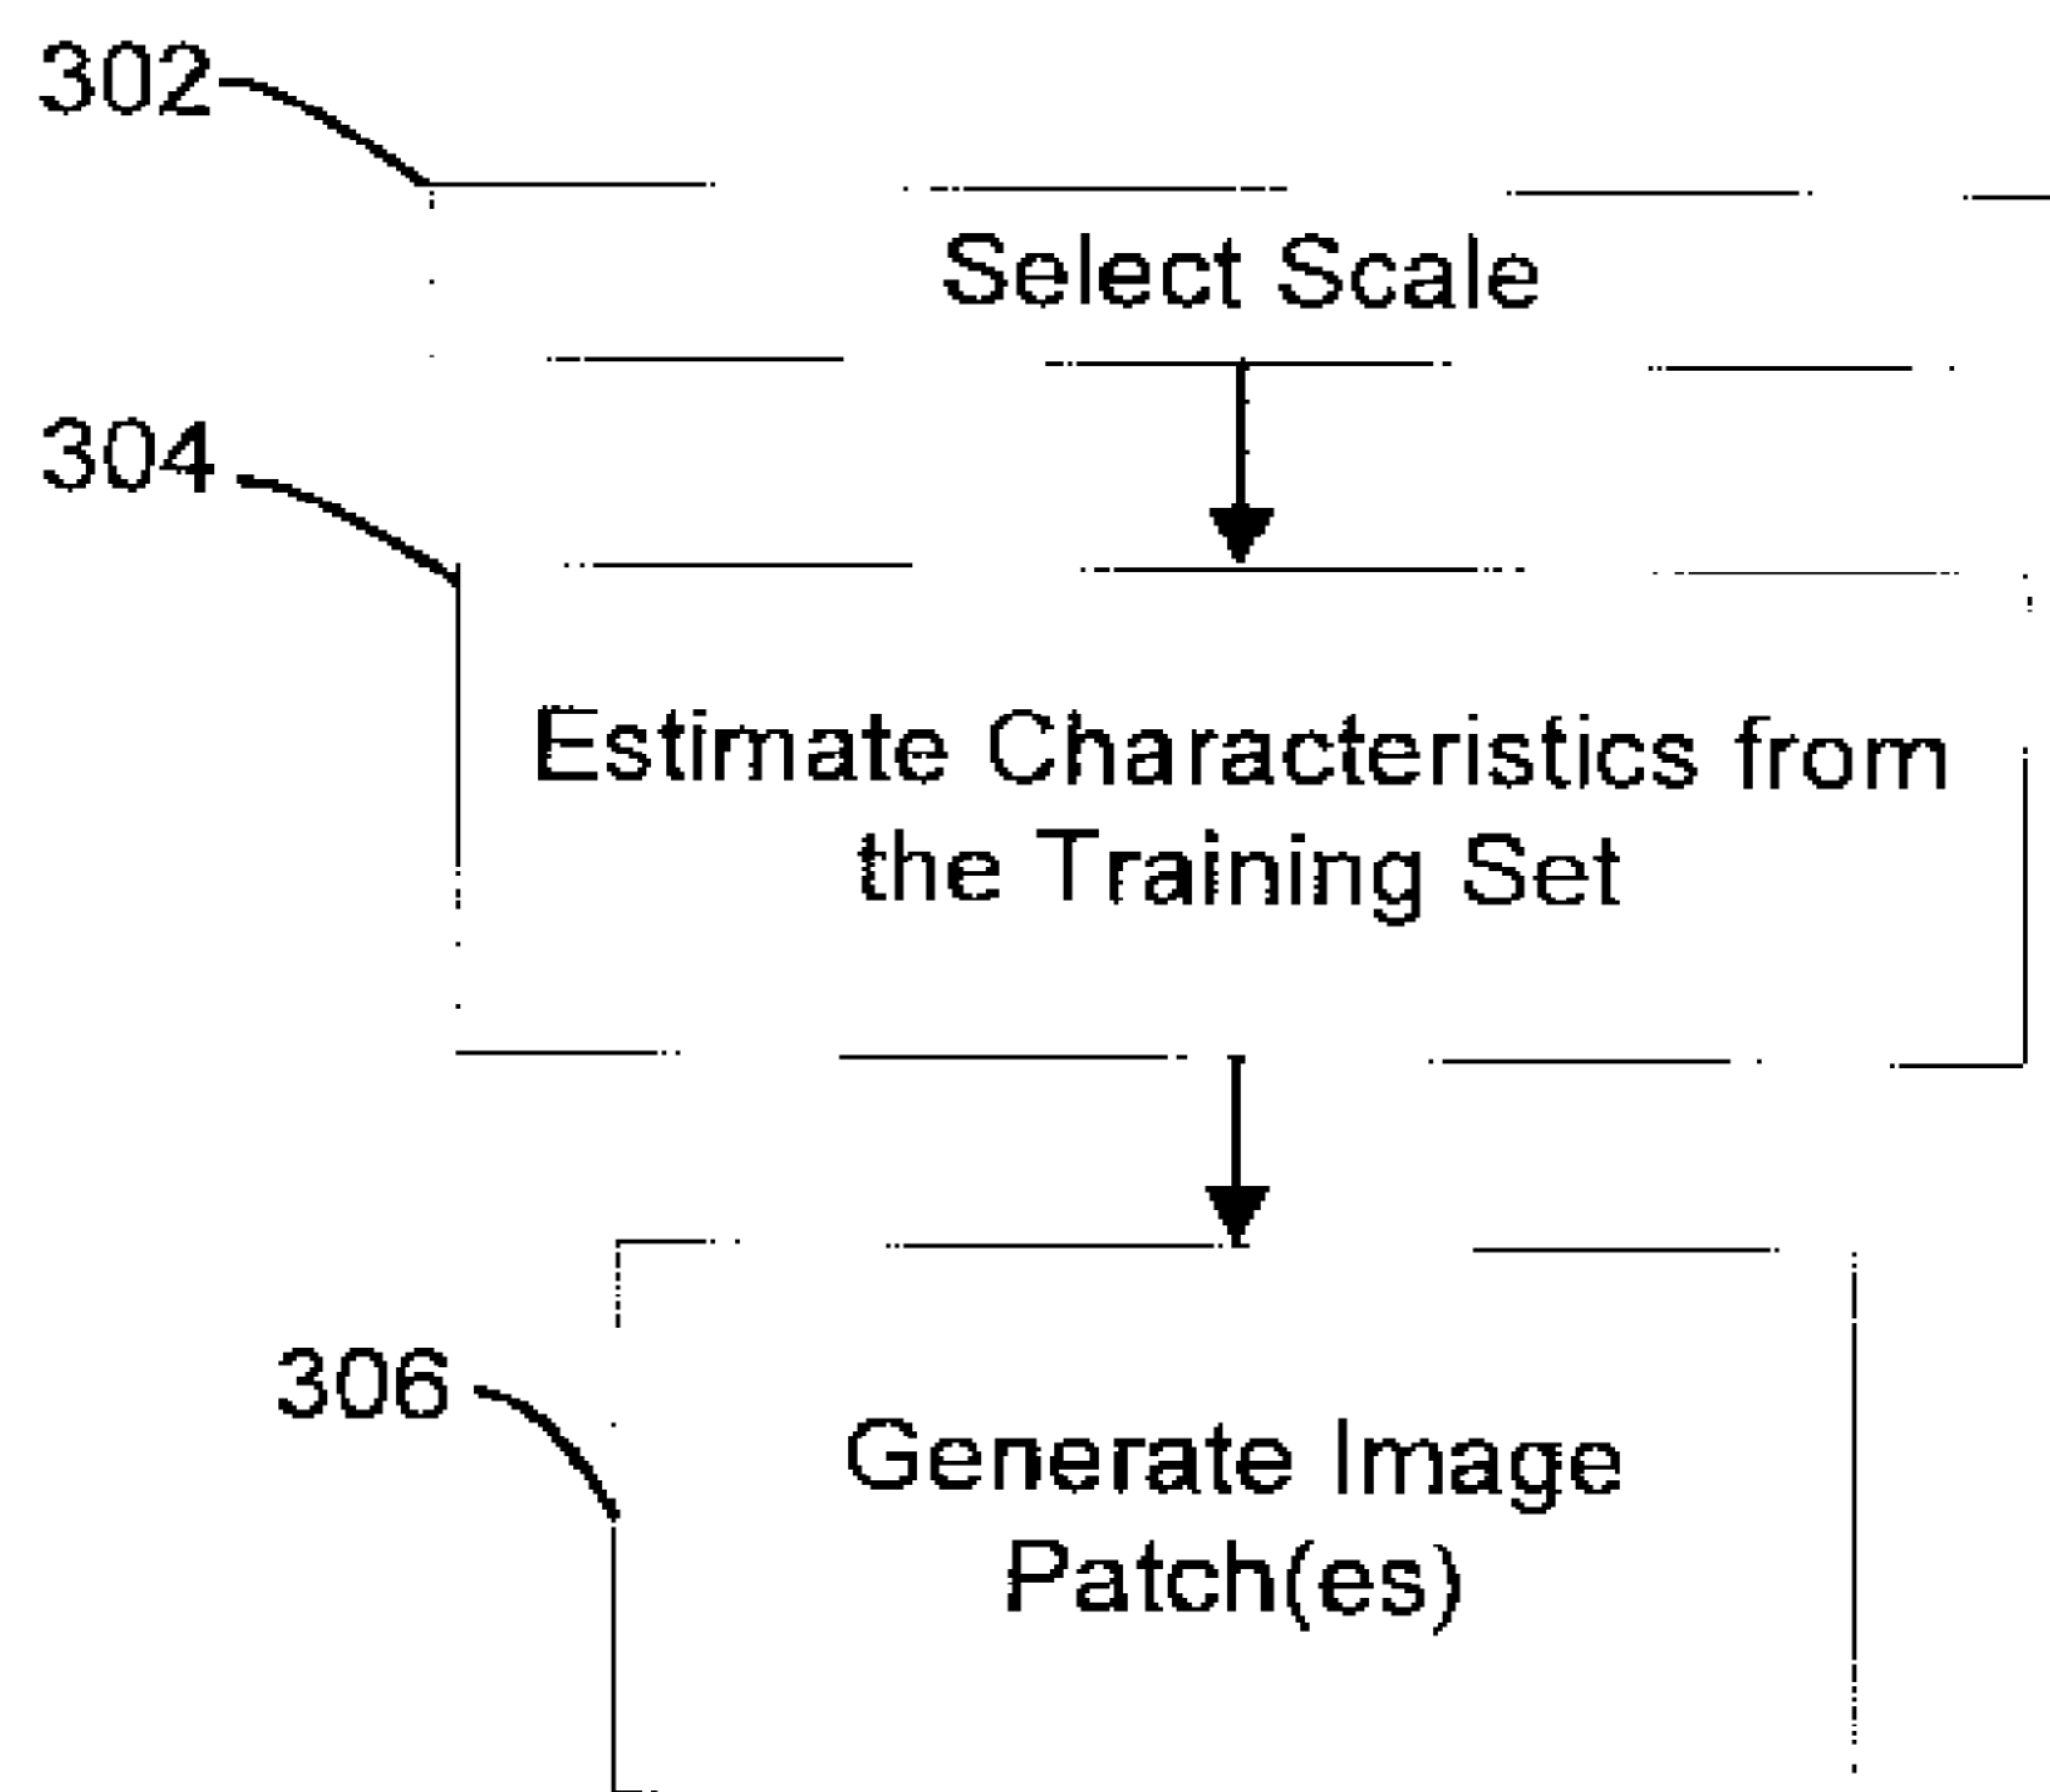 302
Select Scale
304
Estimate Characteristics from
the Training Set
306
Generate Image
Patch(es)